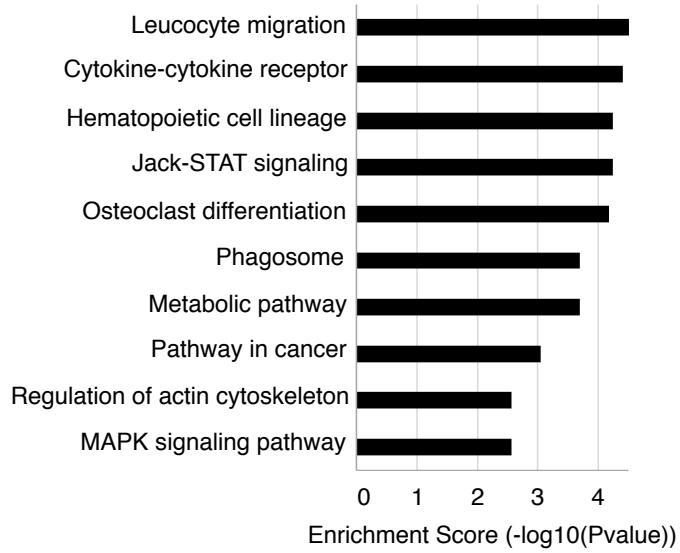 Leucocyte migration
Cytokine-cytokine receptor
Hematopoietic cell lineage
Jack-STAT signaling
Osteoclast differentiation
Phagosome
Metabolic pathway
Pathway in cancer
Regulation of actin cytoskeleton
MAPK signaling pathway
0 1 2 3 4
Enrichment Score (-log10(Pvalue))